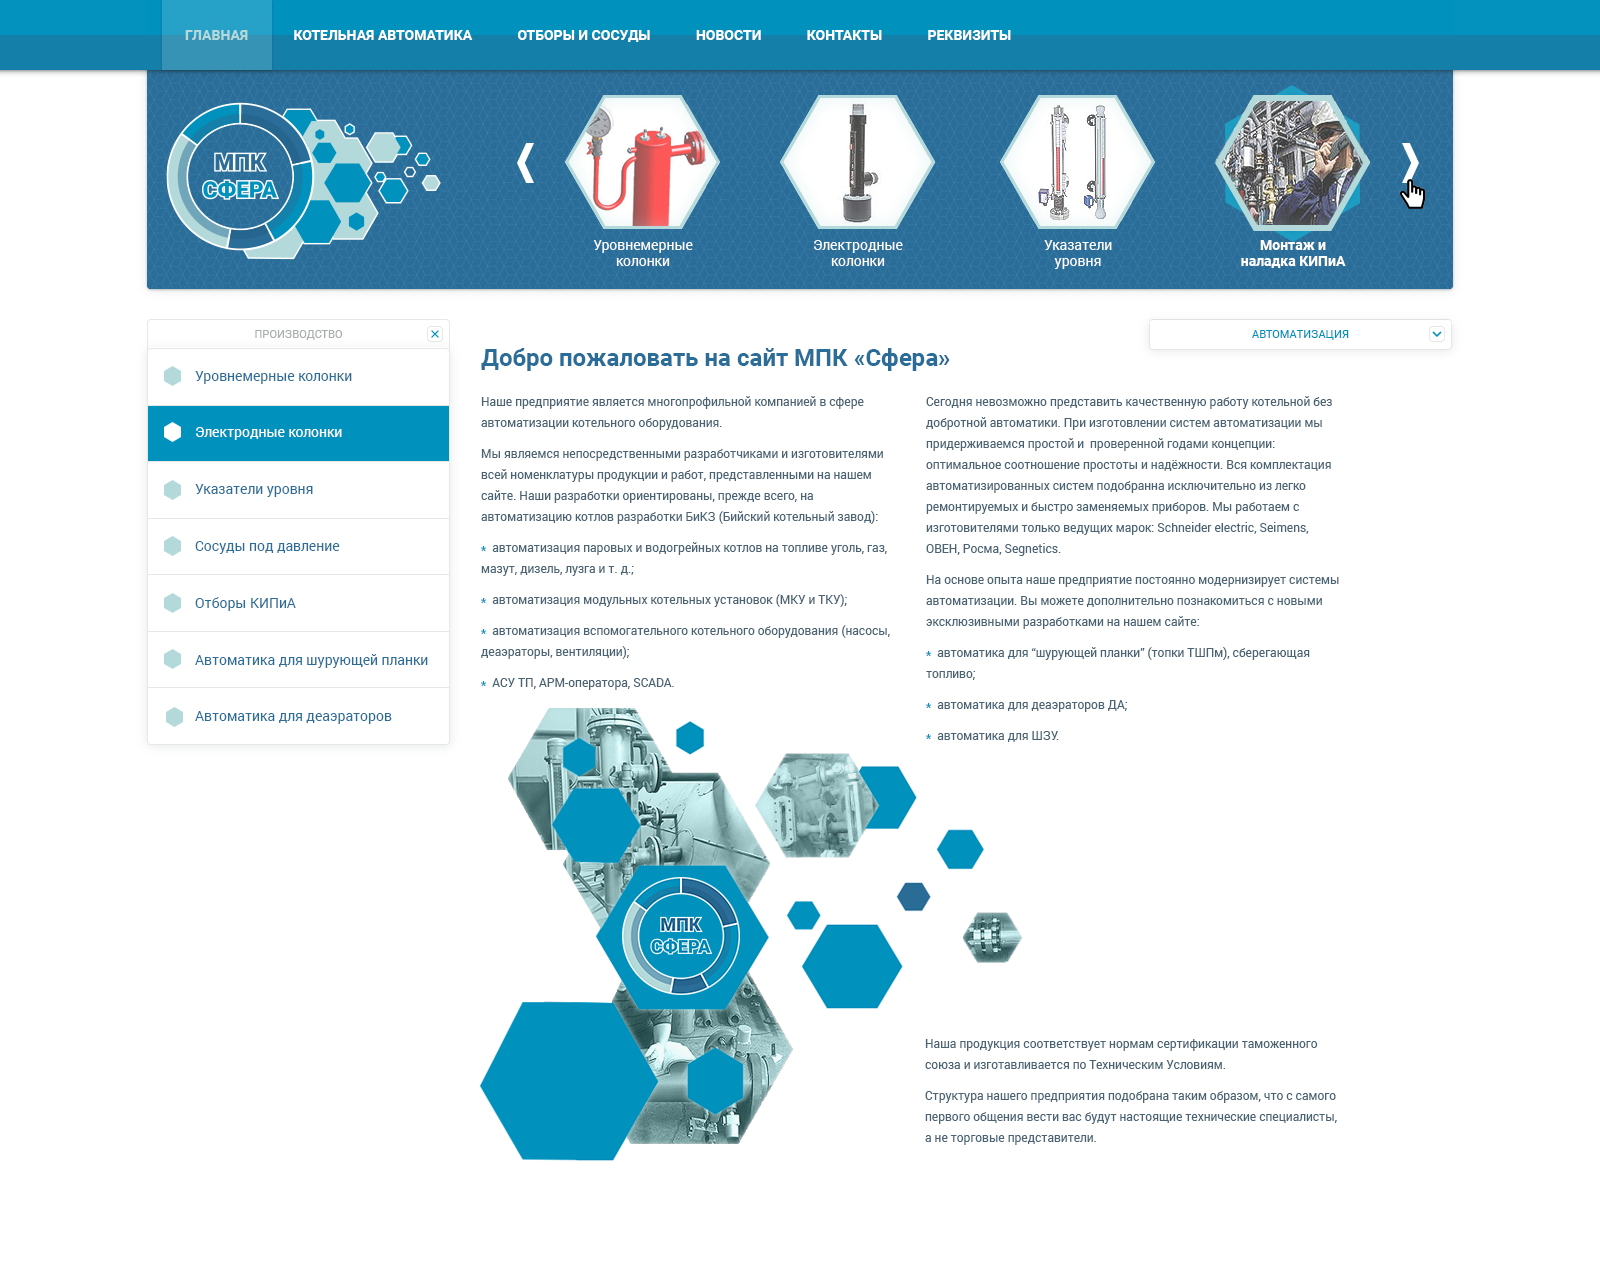 ГЛАВНАЯ
КОТЕЛЬНАЯ АВТОМАТИКА
ОТБОРЫ И СОСУДЫ
НОВОСТИ
КОНТАКТЫ
РЕКВИЗИТЫ
МПК
СФЕРА
Уровнемерные
колонки
Электродные
колонки
Указатели
уровня
Монтаж и
наладка КИПиА
ПРОИЗВОДСТВО
Уровнемерные колонки
Электродные колонки
Указатели уровня
Сосуды под давление
Отборы КИПиА
Автоматика для шурующей планки
Автоматика для деаэраторов
АВТОМАТИЗАЦИЯ
Добро пожаловать на сайт МПК «Сфера»
Наше предприятие является многопрофильной компанией в сфере
автоматизации котельного оборудования.
Мы являемся непосредственными разработчиками и изготовителями
всей номенклатуры продукции и работ, представленными на нашем
сайте. Наши разработки ориентированы, прежде всего, на
автоматизацию котлов разработки БиКЗ (Бийский котельный завод):
* автоматизация паровых и водогрейных котлов на топливе уголь, газ,
мазут, дизель, лузга и т. д.;
* автоматизация модульных котельных установок (МКУ и ТКУ);
* автоматизация вспомогательного котельного оборудования (насосы,
деаэраторы, вентиляции);
* АСУ ТП, АРМ-оператора, SCADA.
Сегодня невозможно представить качественную работу котельной без
добротной автоматики. При изготовлении систем автоматизации мы
придерживаемся простой и  проверенной годами концепции:
оптимальное соотношение простоты и надёжности. Вся комплектация
автоматизированных систем подобранна исключительно из легко
ремонтируемых и быстро заменяемых приборов. Мы работаем с
изготовителями только ведущих марок: Schneider electric, Seimens,
ОВЕН, Росма, Segnetics.
На основе опыта наше предприятие постоянно модернизирует системы
автоматизации. Вы можете дополнительно познакомиться с новыми
эксклюзивными разработками на нашем сайте:
* автоматика для “шурующей планки” (топки ТШПм), сберегающая
топливо;
* автоматика для деаэраторов ДА;
* автоматика для ШЗУ.
МПК
СФЕРА
Наша продукция соответствует нормам сертификации таможенного
союза и изготавливается по Техническим Условиям.
Структура нашего предприятия подобрана таким образом, что с самого
первого общения вести вас будут настоящие технические специалисты,
а не торговые представители.